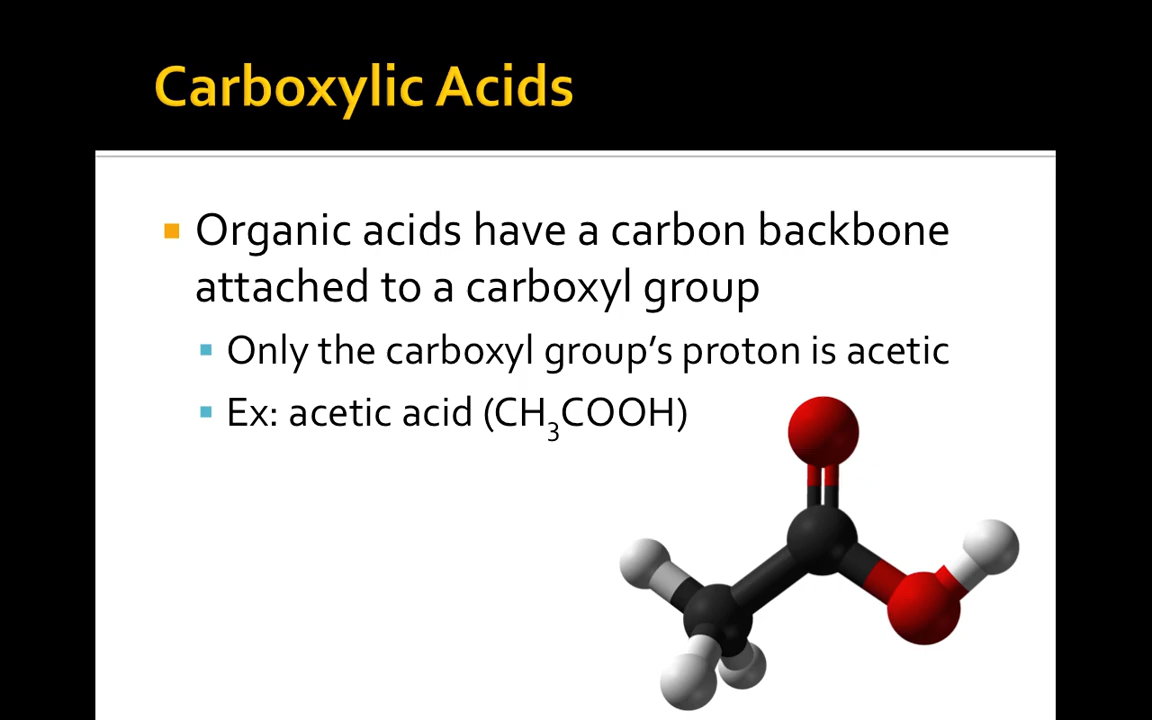 Carboxylic Acids
Organic acids have a carbon backbone
attached to a carboxyl group
Only the carboxyl group's proton is acetic
Ex: acetic acid (CH₃COOH)